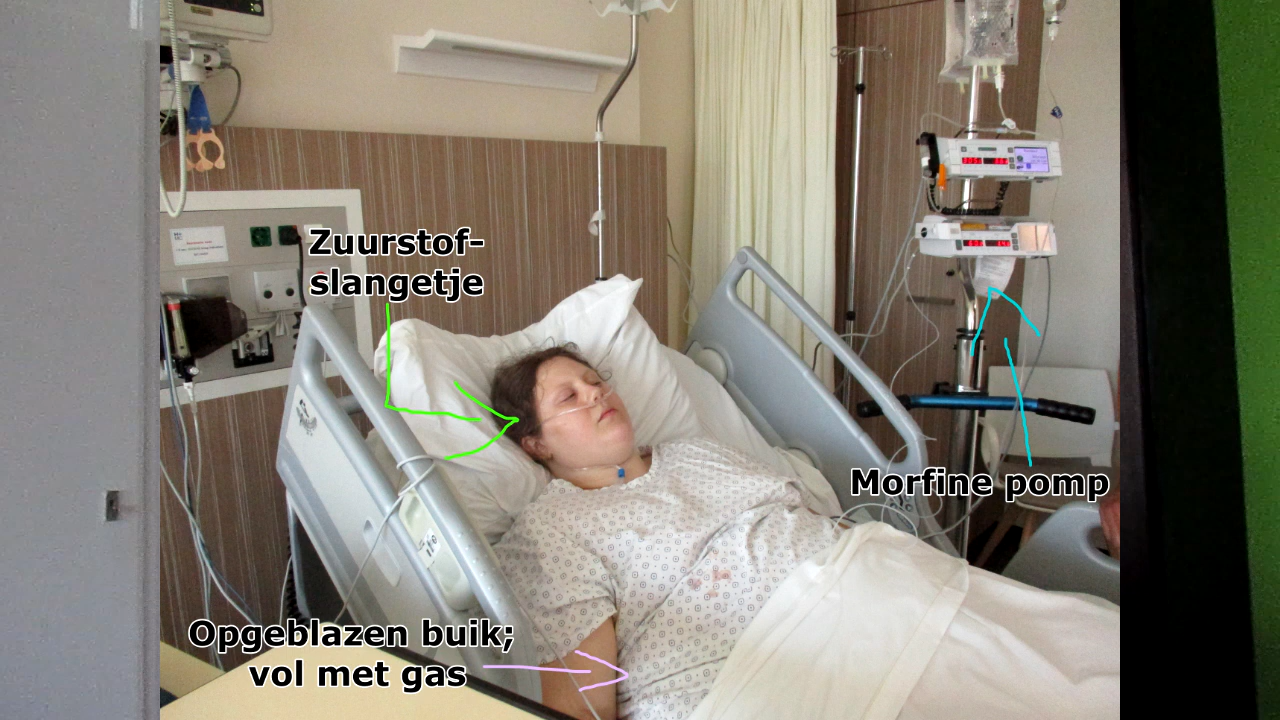 Zuurstof-
slangetje
Morfine pomp
Opgeblazen buik;
vol met gas